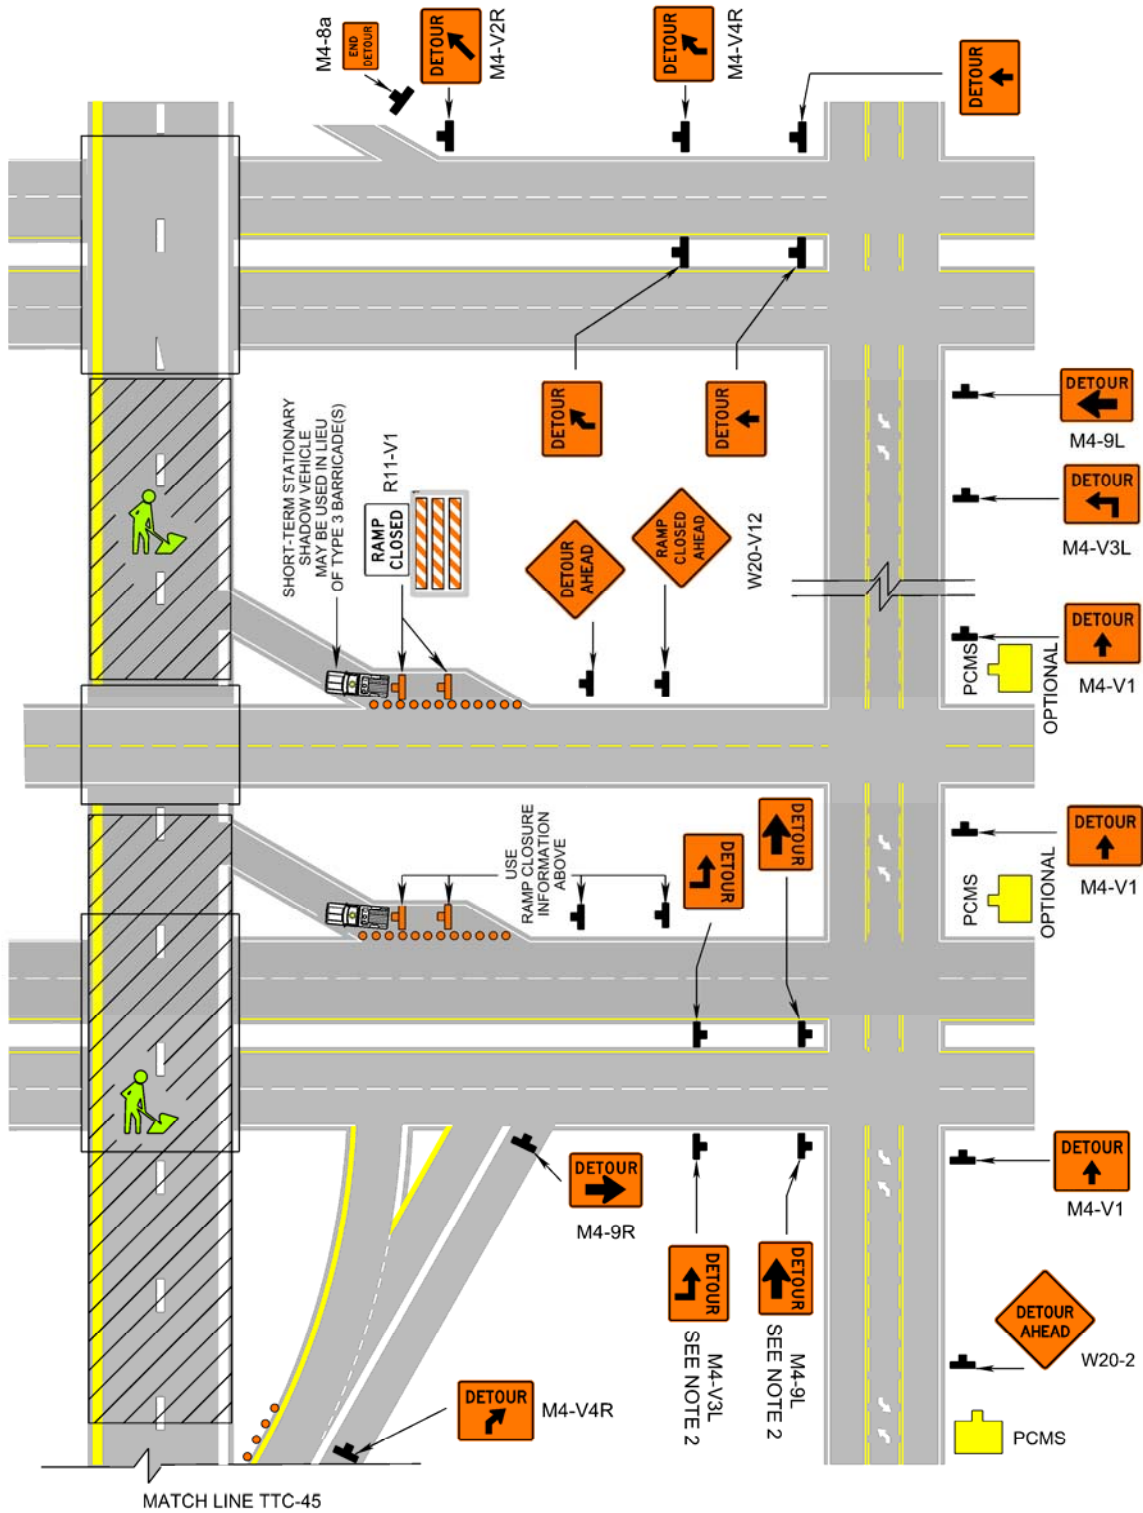 M4-8a
END
DETOUR
DETOUR
M4-V2R
DETOUR
M4-V4R
DETOUR
DETOUR
DETOUR
DETOUR
M4-9L
DETOUR
M4-V3L
SHORT-TERM STATIONARY
SHADOW VEHICLE
MAY BE USED IN LIEU
OF TYPE 3 BARRICADE(S)
RAMP
CLOSED
R11-V1
DETOUR
AHEAD
RAMP
CLOSED
AHEAD
W20-V12
DETOUR
M4-V1
PCMS
OPTIONAL
USE
RAMP CLOSURE
INFORMATION
ABOVE
DETOUR
DETOUR
DETOUR
M4-V1
PCMS
OPTIONAL
DETOUR
M4-9R
DETOUR
M4-V3L
SEE NOTE 2
DETOUR
M4-9L
SEE NOTE 2
DETOUR
M4-V1
DETOUR
AHEAD
W20-2
DETOUR
M4-V4R
PCMS
MATCH LINE TTC-45